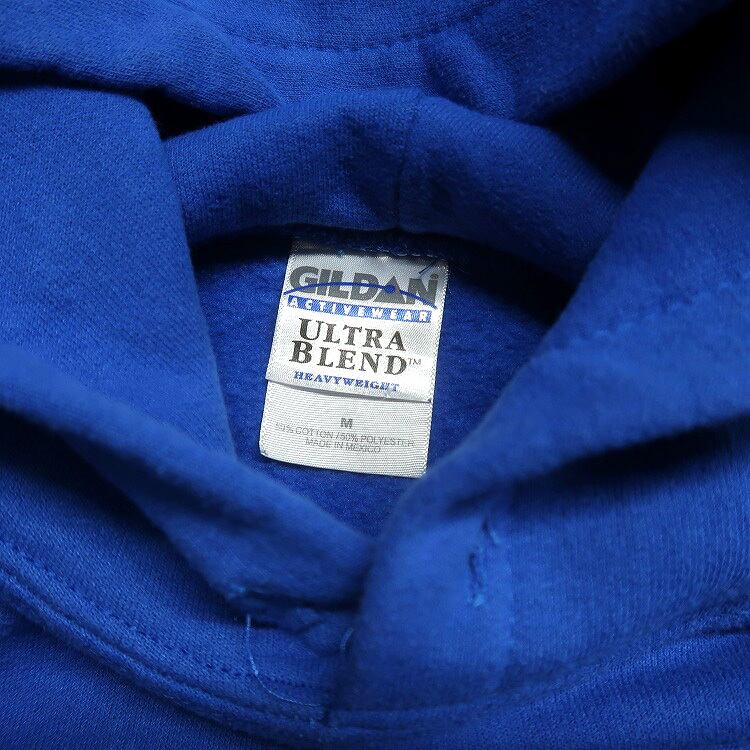 GILDAN
ACTIVEWEAR
ULTRA
BLEND™
HEAVYWEIGHT
M
50% COTTON / 50% POLYESTER
MADE IN MEXICO